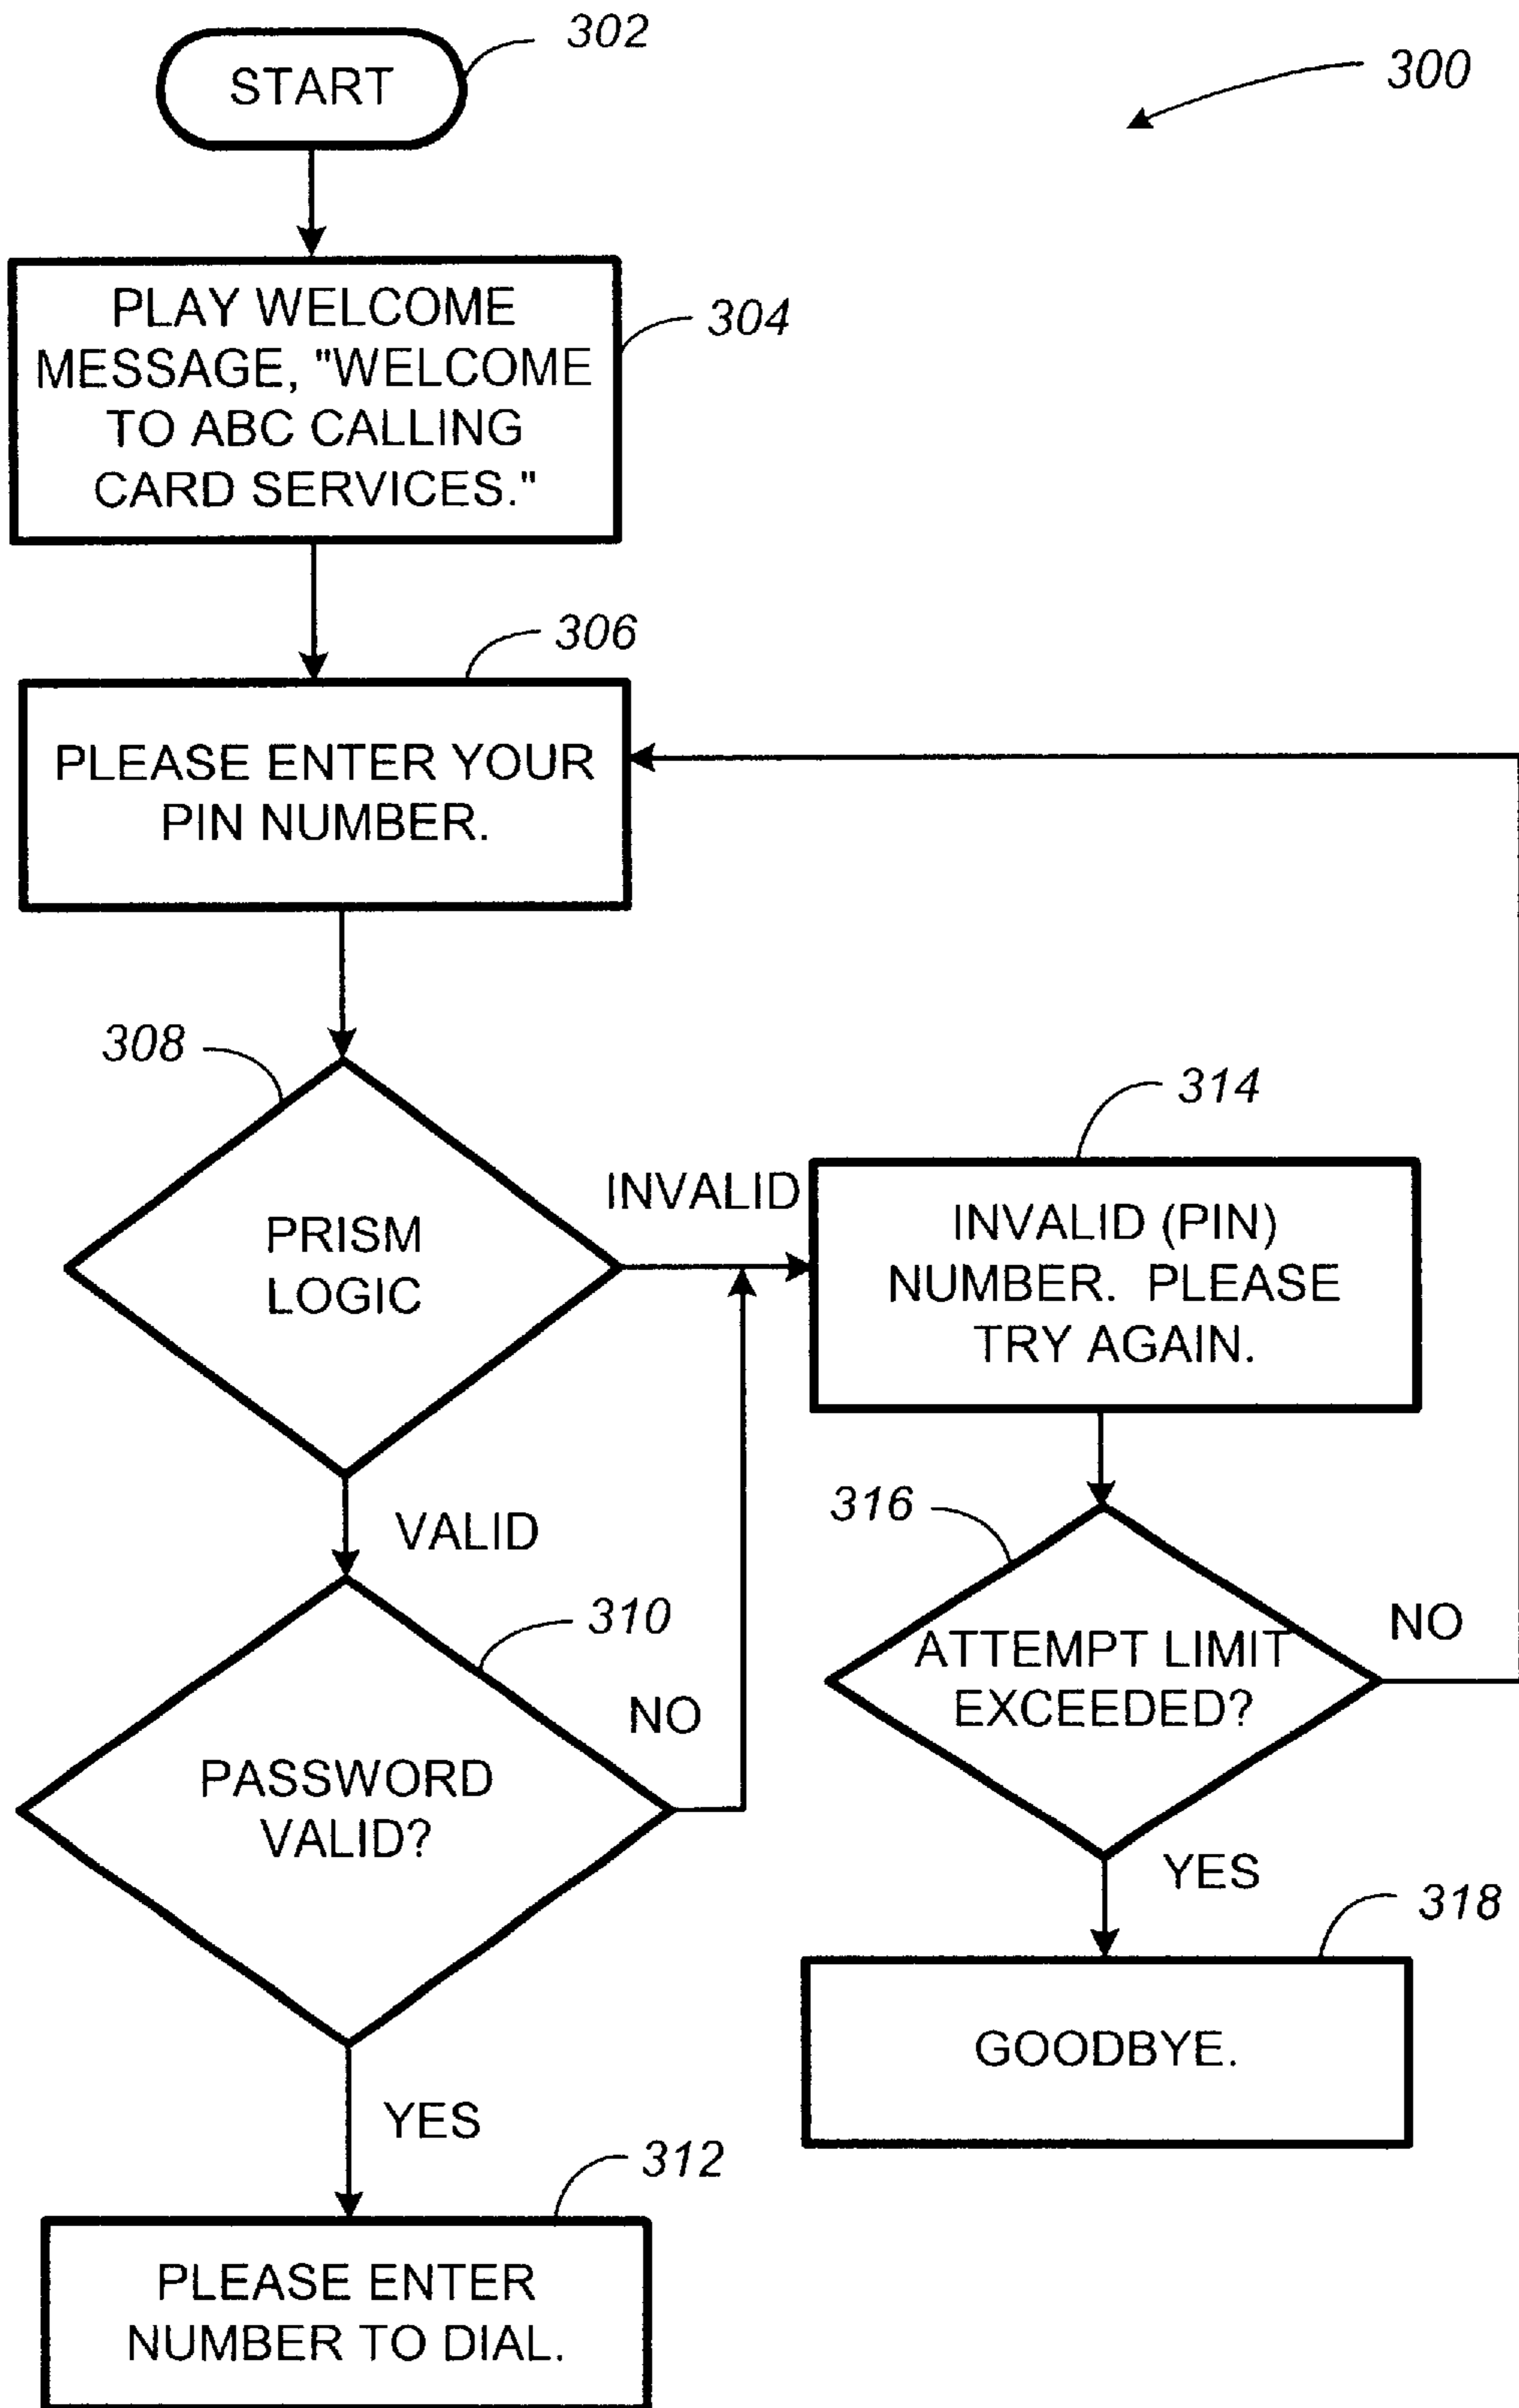 START
302
300
PLAY WELCOME
MESSAGE, "WELCOME
TO ABC CALLING
CARD SERVICES."
304
306
PLEASE ENTER YOUR
PIN NUMBER.
308
PRISM
LOGIC
INVALID
314
INVALID (PIN)
NUMBER. PLEASE
TRY AGAIN.
VALID
316
ATTEMPT LIMIT
EXCEEDED?
NO
310
NO
PASSWORD
VALID?
YES
318
GOODBYE.
YES
312
PLEASE ENTER
NUMBER TO DIAL.